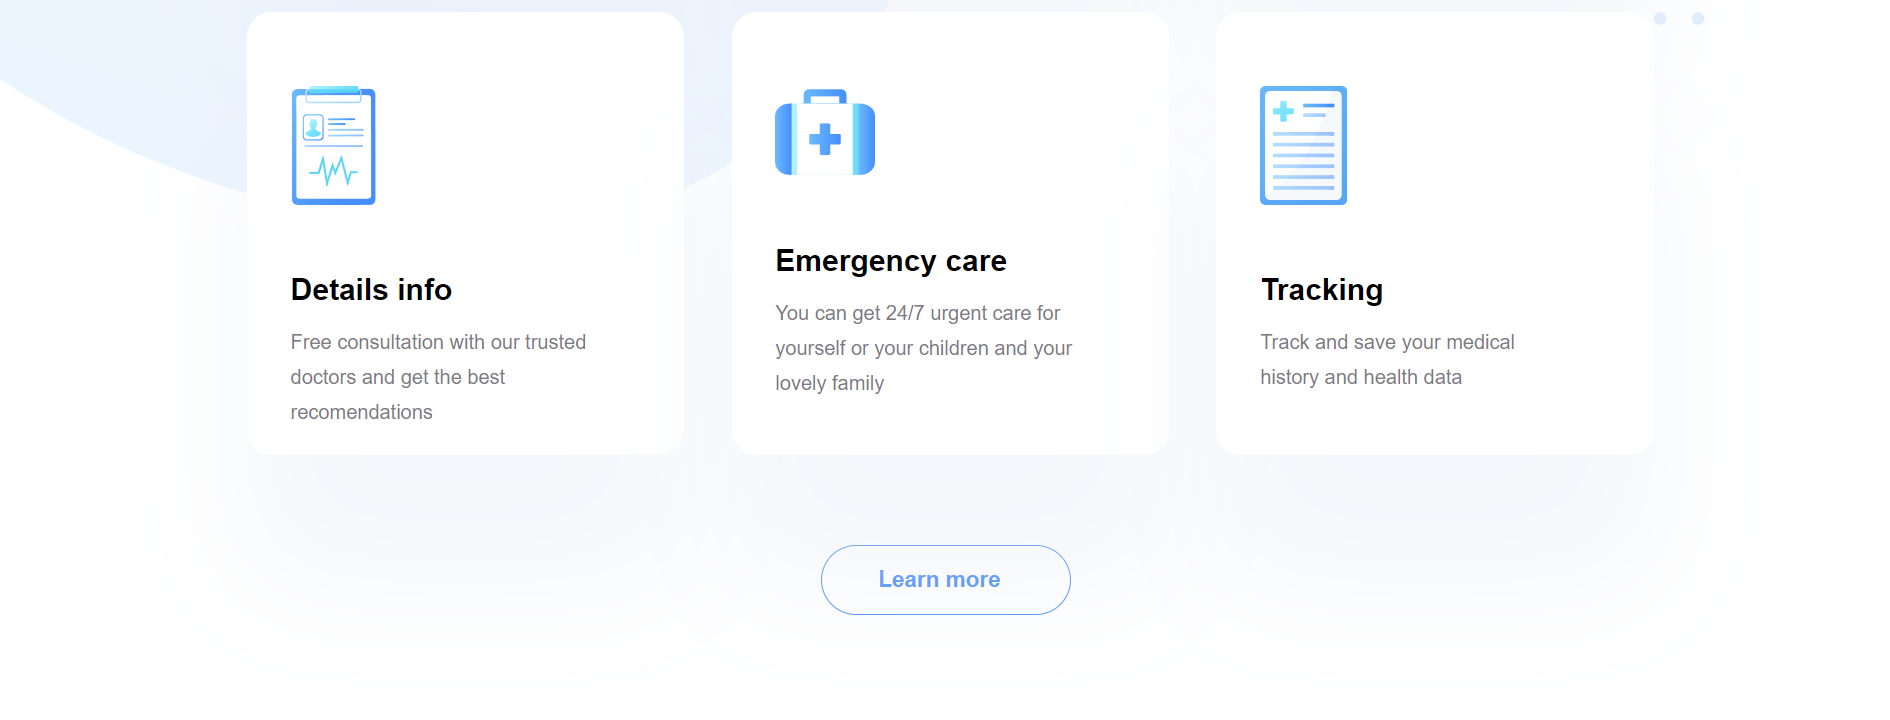 Details info
Free consultation with our trusted
doctors and get the best
recomendations
Emergency care
You can get 24/7 urgent care for
yourself or your children and your
lovely family
Tracking
Track and save your medical
history and health data
Learn more